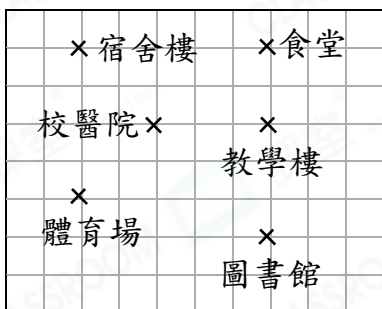 ×宿舍樓 ×食堂
校醫院× ×
教學樓
×
體育場 ×
圖書館